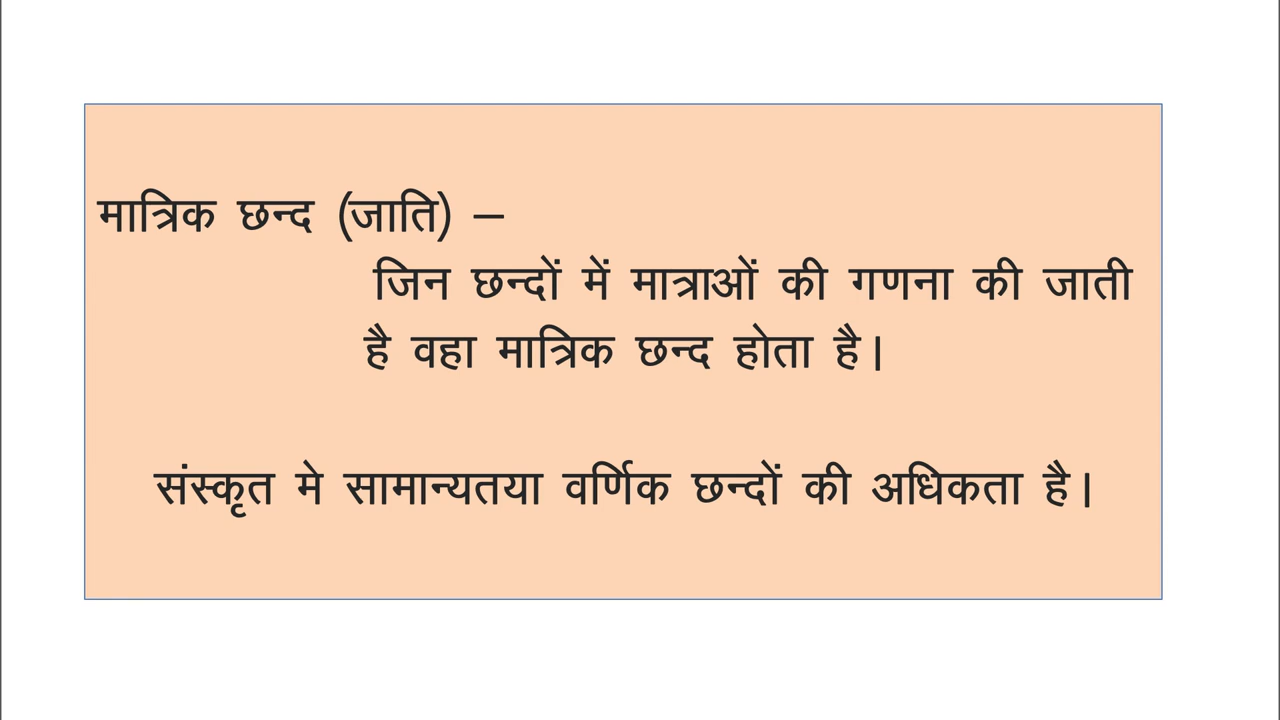 मात्रिक छन्द (जाति) –
जिन छन्दों में मात्राओं की गणना की जाती
है वहा मात्रिक छन्द होता है।
संस्कृत मे सामान्यतया वर्णिक छन्दों की अधिकता है।